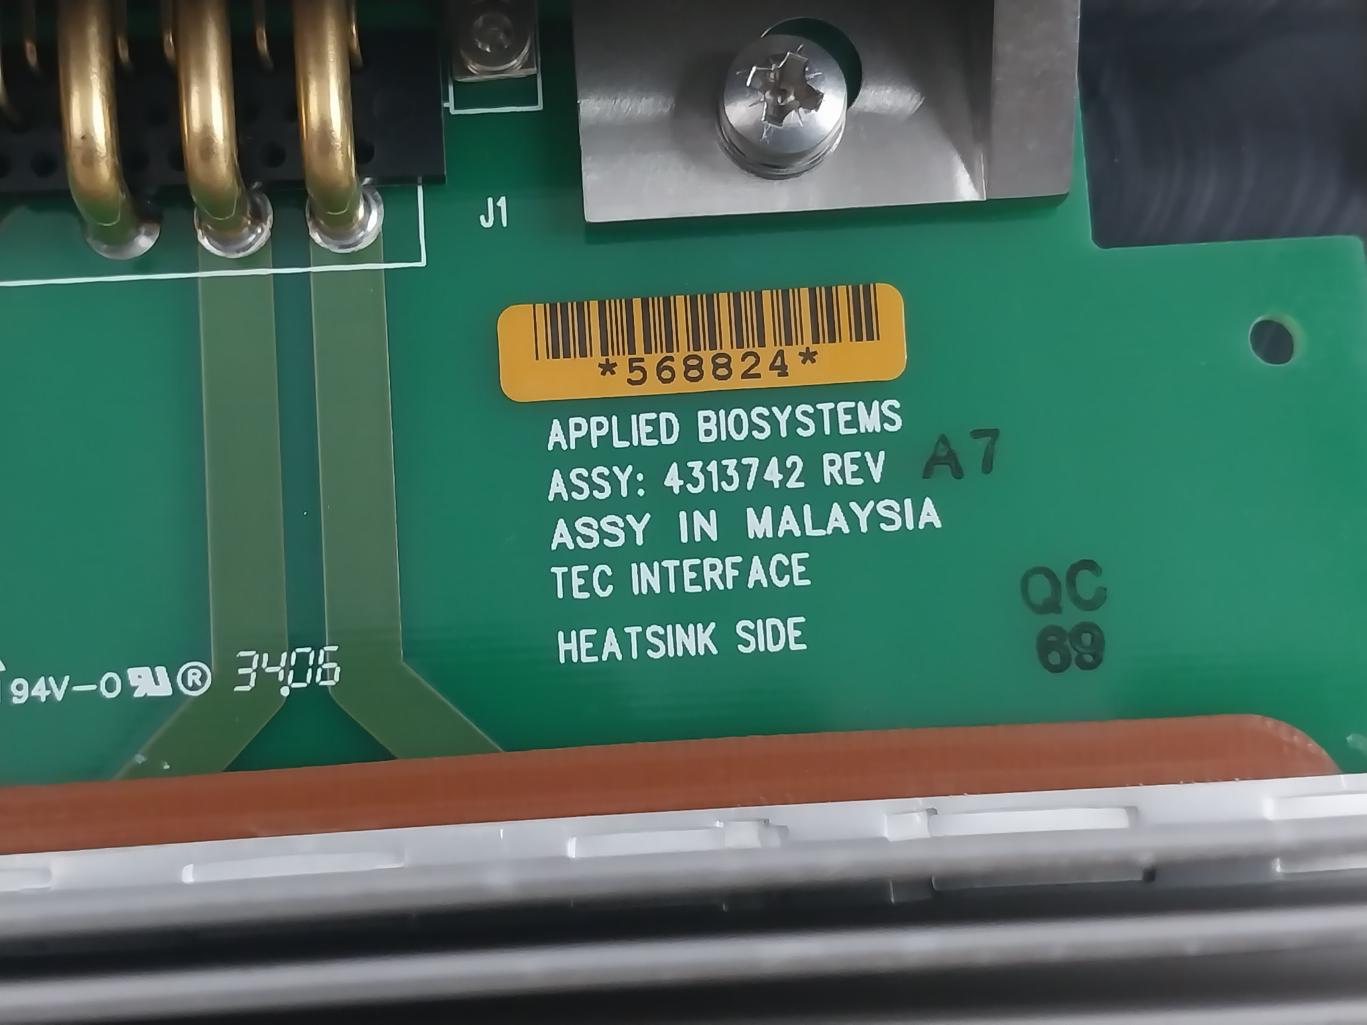 J1
*568824*
APPLIED BIOSYSTEMS
ASSY: 4313742 REV A7
ASSY IN MALAYSIA
TEC INTERFACE
HEATSINK SIDE
QC
69
94V-0 ® 3406